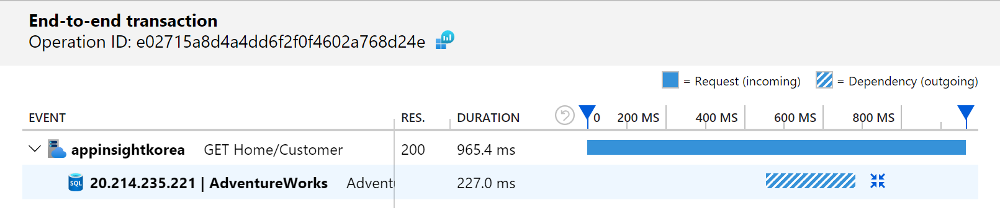 End-to-end transaction
Operation ID: e02715a8d4a4dd6f2f0f4602a768d24e
= Request (incoming) = Dependency (outgoing)
EVENT RES. DURATION 0 200 MS 400 MS 600 MS 800 MS
appinsightkorea GET Home/Customer 200 965.4 ms
SQL 20.214.235.221 | AdventureWorks Advent 227.0 ms